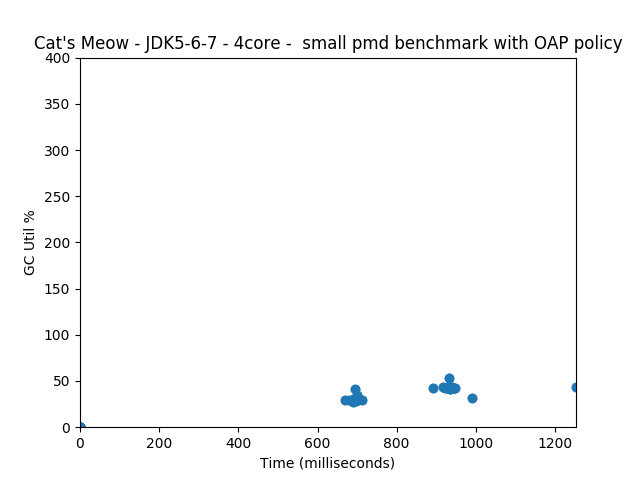 Cat's Meow - JDK5-6-7 - 4core -  small pmd benchmark with OAP policy
400
350
300
250
200
150
100
50
0
GC Util %
0 200 400 600 800 1000 1200
Time (milliseconds)